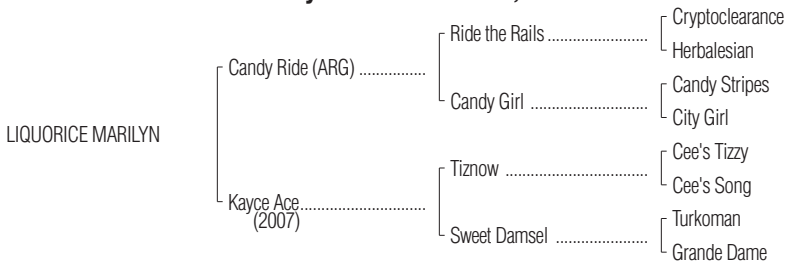 Cryptoclearance
Ride the Rails
Herbalesian
Candy Ride (ARG)
Candy Stripes
Candy Girl
City Girl
LIQUORICE MARILYN
Cee's Tizzy
Tiznow
Cee's Song
Kayce Ace
(2007)
Turkoman
Sweet Damsel
Grande Dame